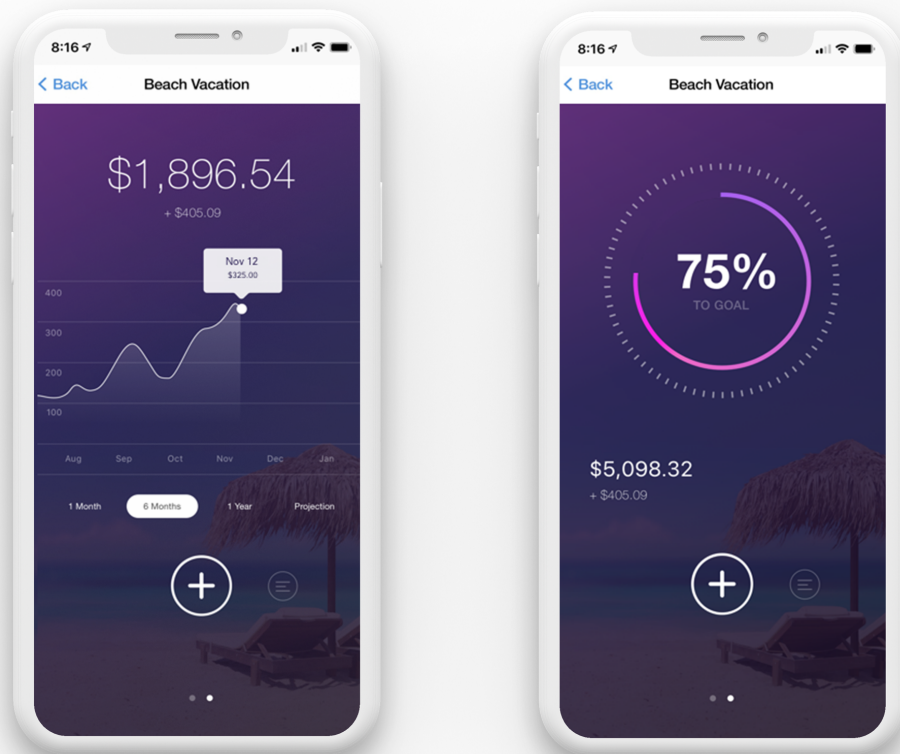 8:16
Back
Beach Vacation
$1,896.54
+ $405.09
Nov 12
$325.00
400
300
200
100
Aug Sep Oct Nov Dec Jan
1 Month 6 Months 1 Year Projection
8:16
Back
Beach Vacation
75%
TO GOAL
$5,098.32
+ $405.09